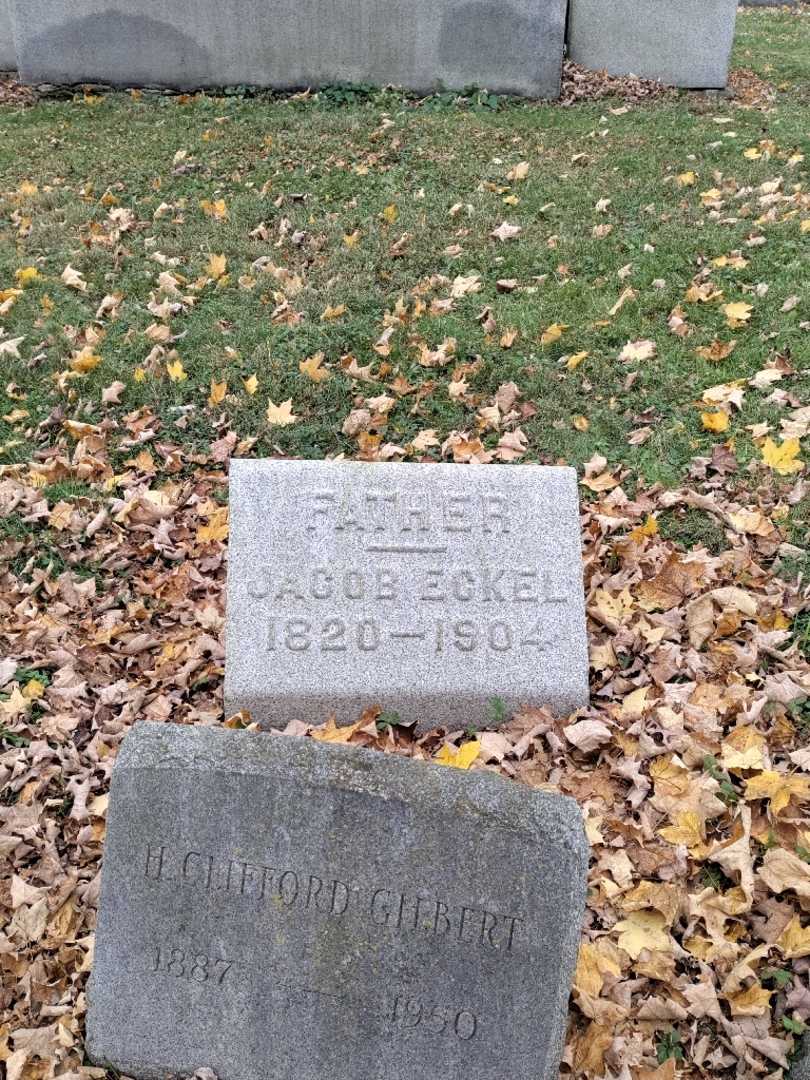 FATHER
JACOB ECKEL
1820-1904
H. CLIFFORD GILBERT
1887 - 1950